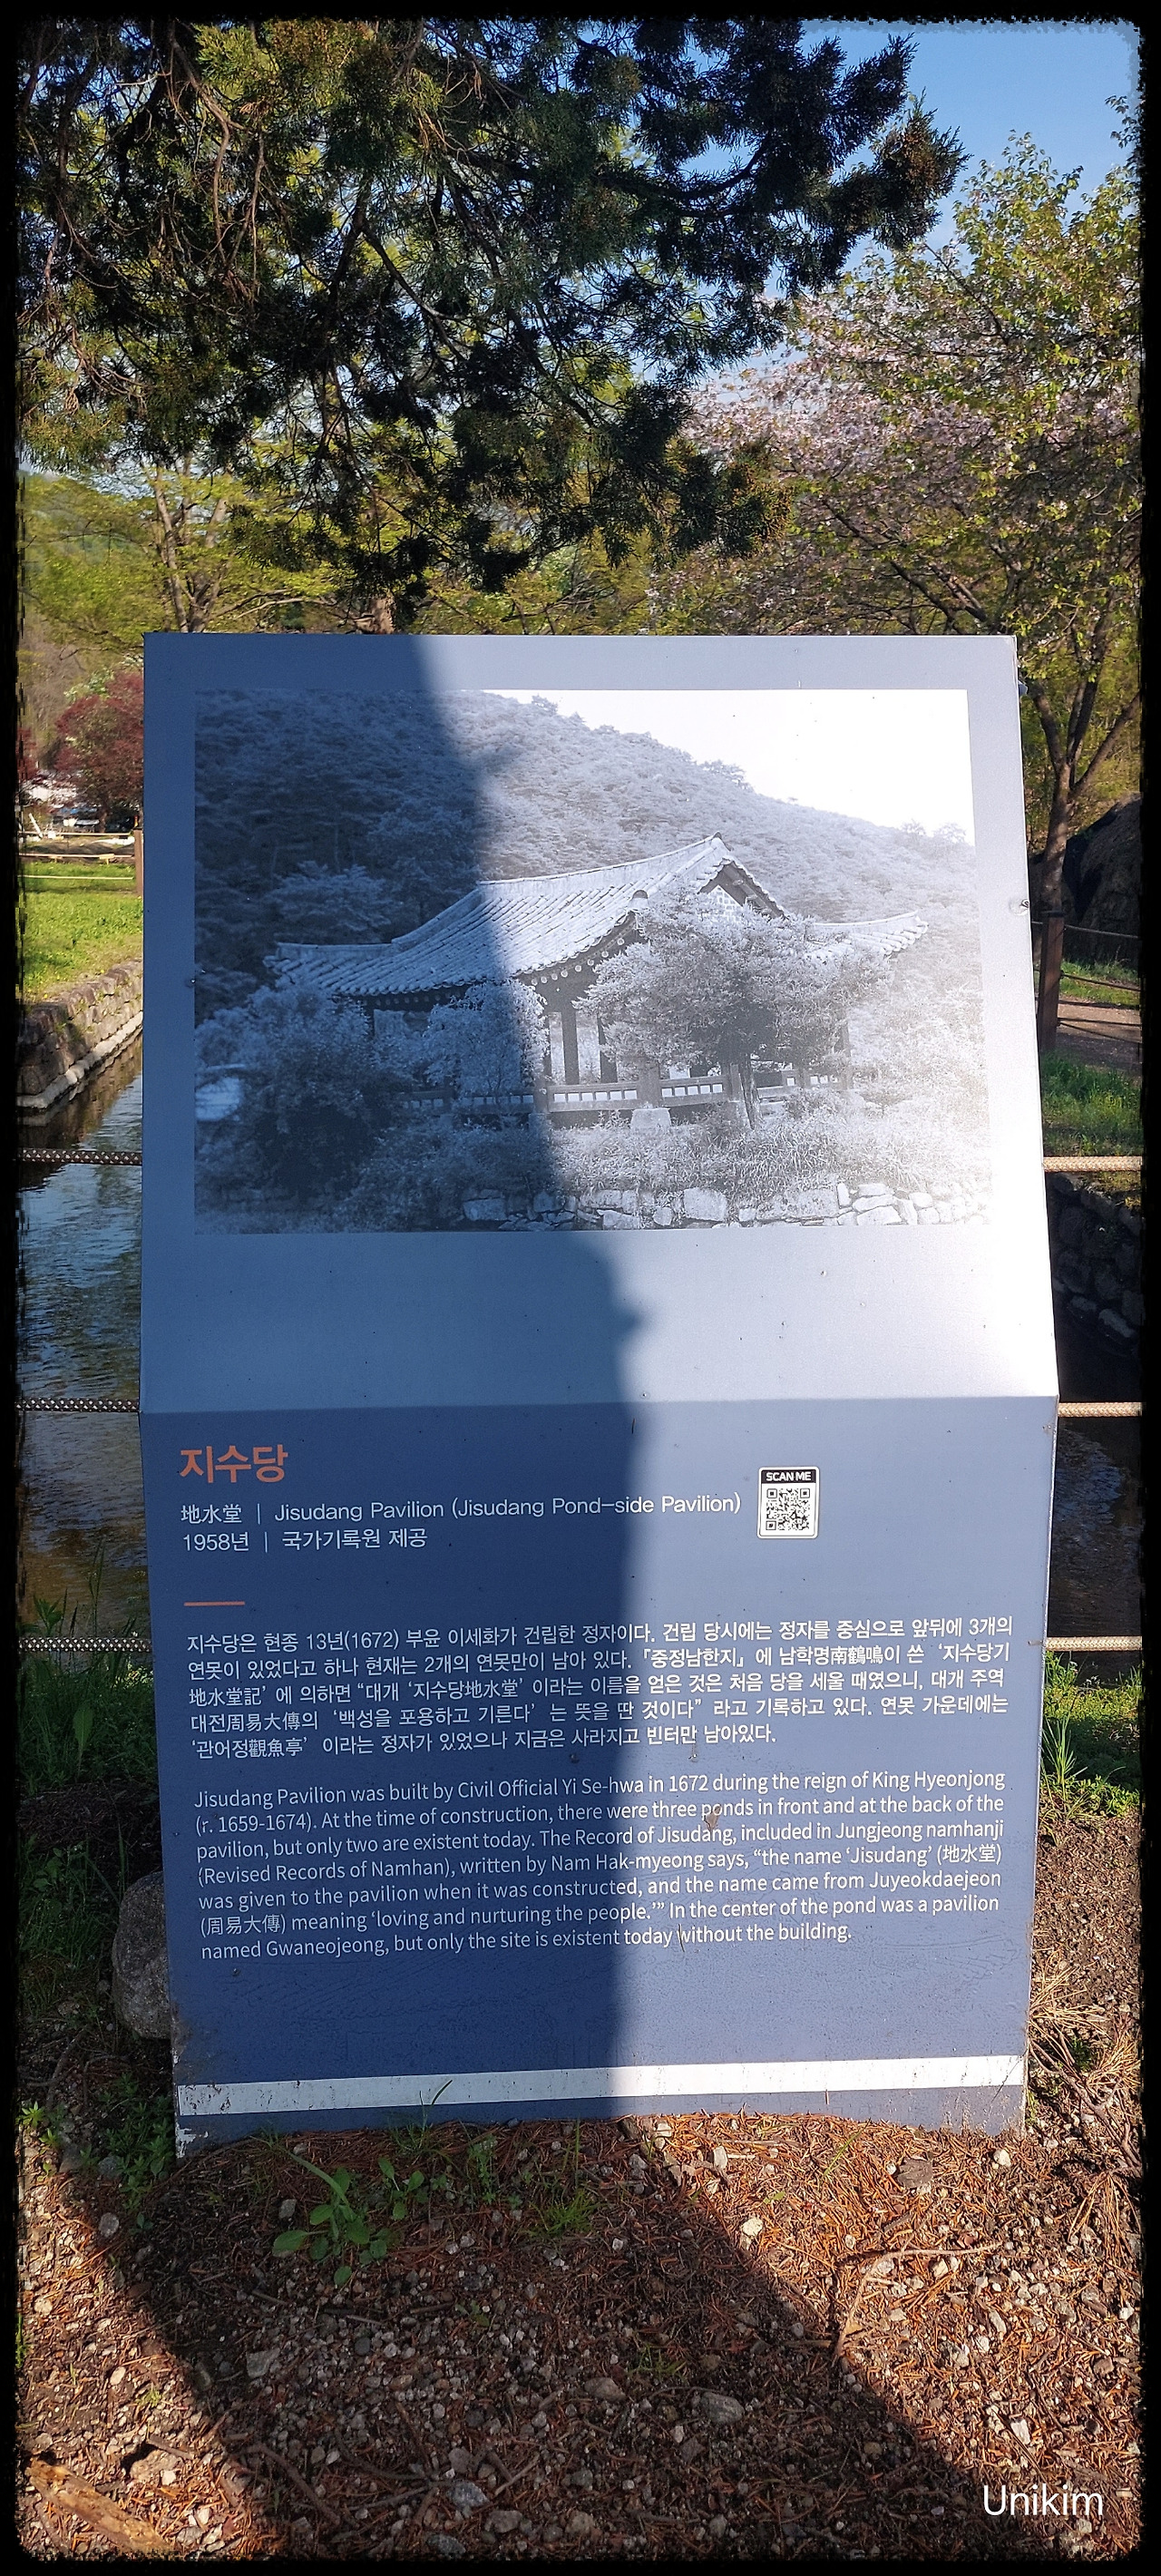 지수당
地水堂 | Jisudang Pavilion (Jisudang Pond-side Pavilion)
SCAN ME
1958년 | 국가기록원 제공
지수당은 현종 13년(1672) 부윤 이세화가 건립한 정자이다. 건립 당시에는 정자를 중심으로 앞뒤에 3개의
연못이 있었다고 하나 현재는 2개의 연못만이 남아 있다. 『중정남한지』에 남학명南鶴鳴이 쓴 ‘지수당기
地水堂記’에 의하면 “대개 ‘지수당地水堂’이라는 이름을 얻은 것은 처음 당을 세울 때였으니, 대개 주역
대전周易大傳의 ‘백성을 포용하고 기른다’는 뜻을 딴 것이다” 라고 기록하고 있다. 연못 가운데에는
‘관어정觀魚亭’이라는 정자가 있었으나 지금은 사라지고 빈터만 남아있다.
Jisudang Pavilion was built by Civil Official Yi Se-hwa in 1672 during the reign of King Hyeonjong
(r. 1659-1674). At the time of construction, there were three ponds in front and at the back of the
pavilion, but only two are existent today. The Record of Jisudang, included in Jungjeong namhanji
(Revised Records of Namhan), written by Nam Hak-myeong says, “the name ‘Jisudang’ (地水堂)
was given to the pavilion when it was constructed, and the name came from Juyeokdaejeon
(周易大傳) meaning ‘loving and nurturing the people.’” In the center of the pond was a pavilion
named Gwaneojeong, but only the site is existent today without the building.
Unikim